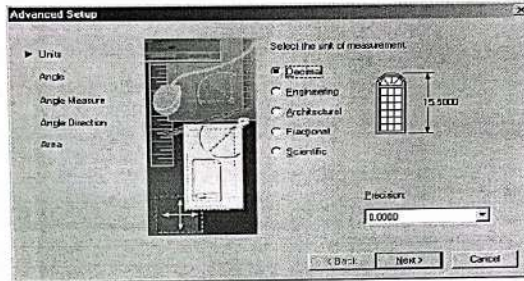 Advanced Setup
Units
Angle
Angle Measure
Angle Direction
Area
Select the unit of measurement.
Decimal
Engineering
Architectural
Fractional
Scientific
15.5000
Precision:
0.0000
< Back
Next >
Cancel